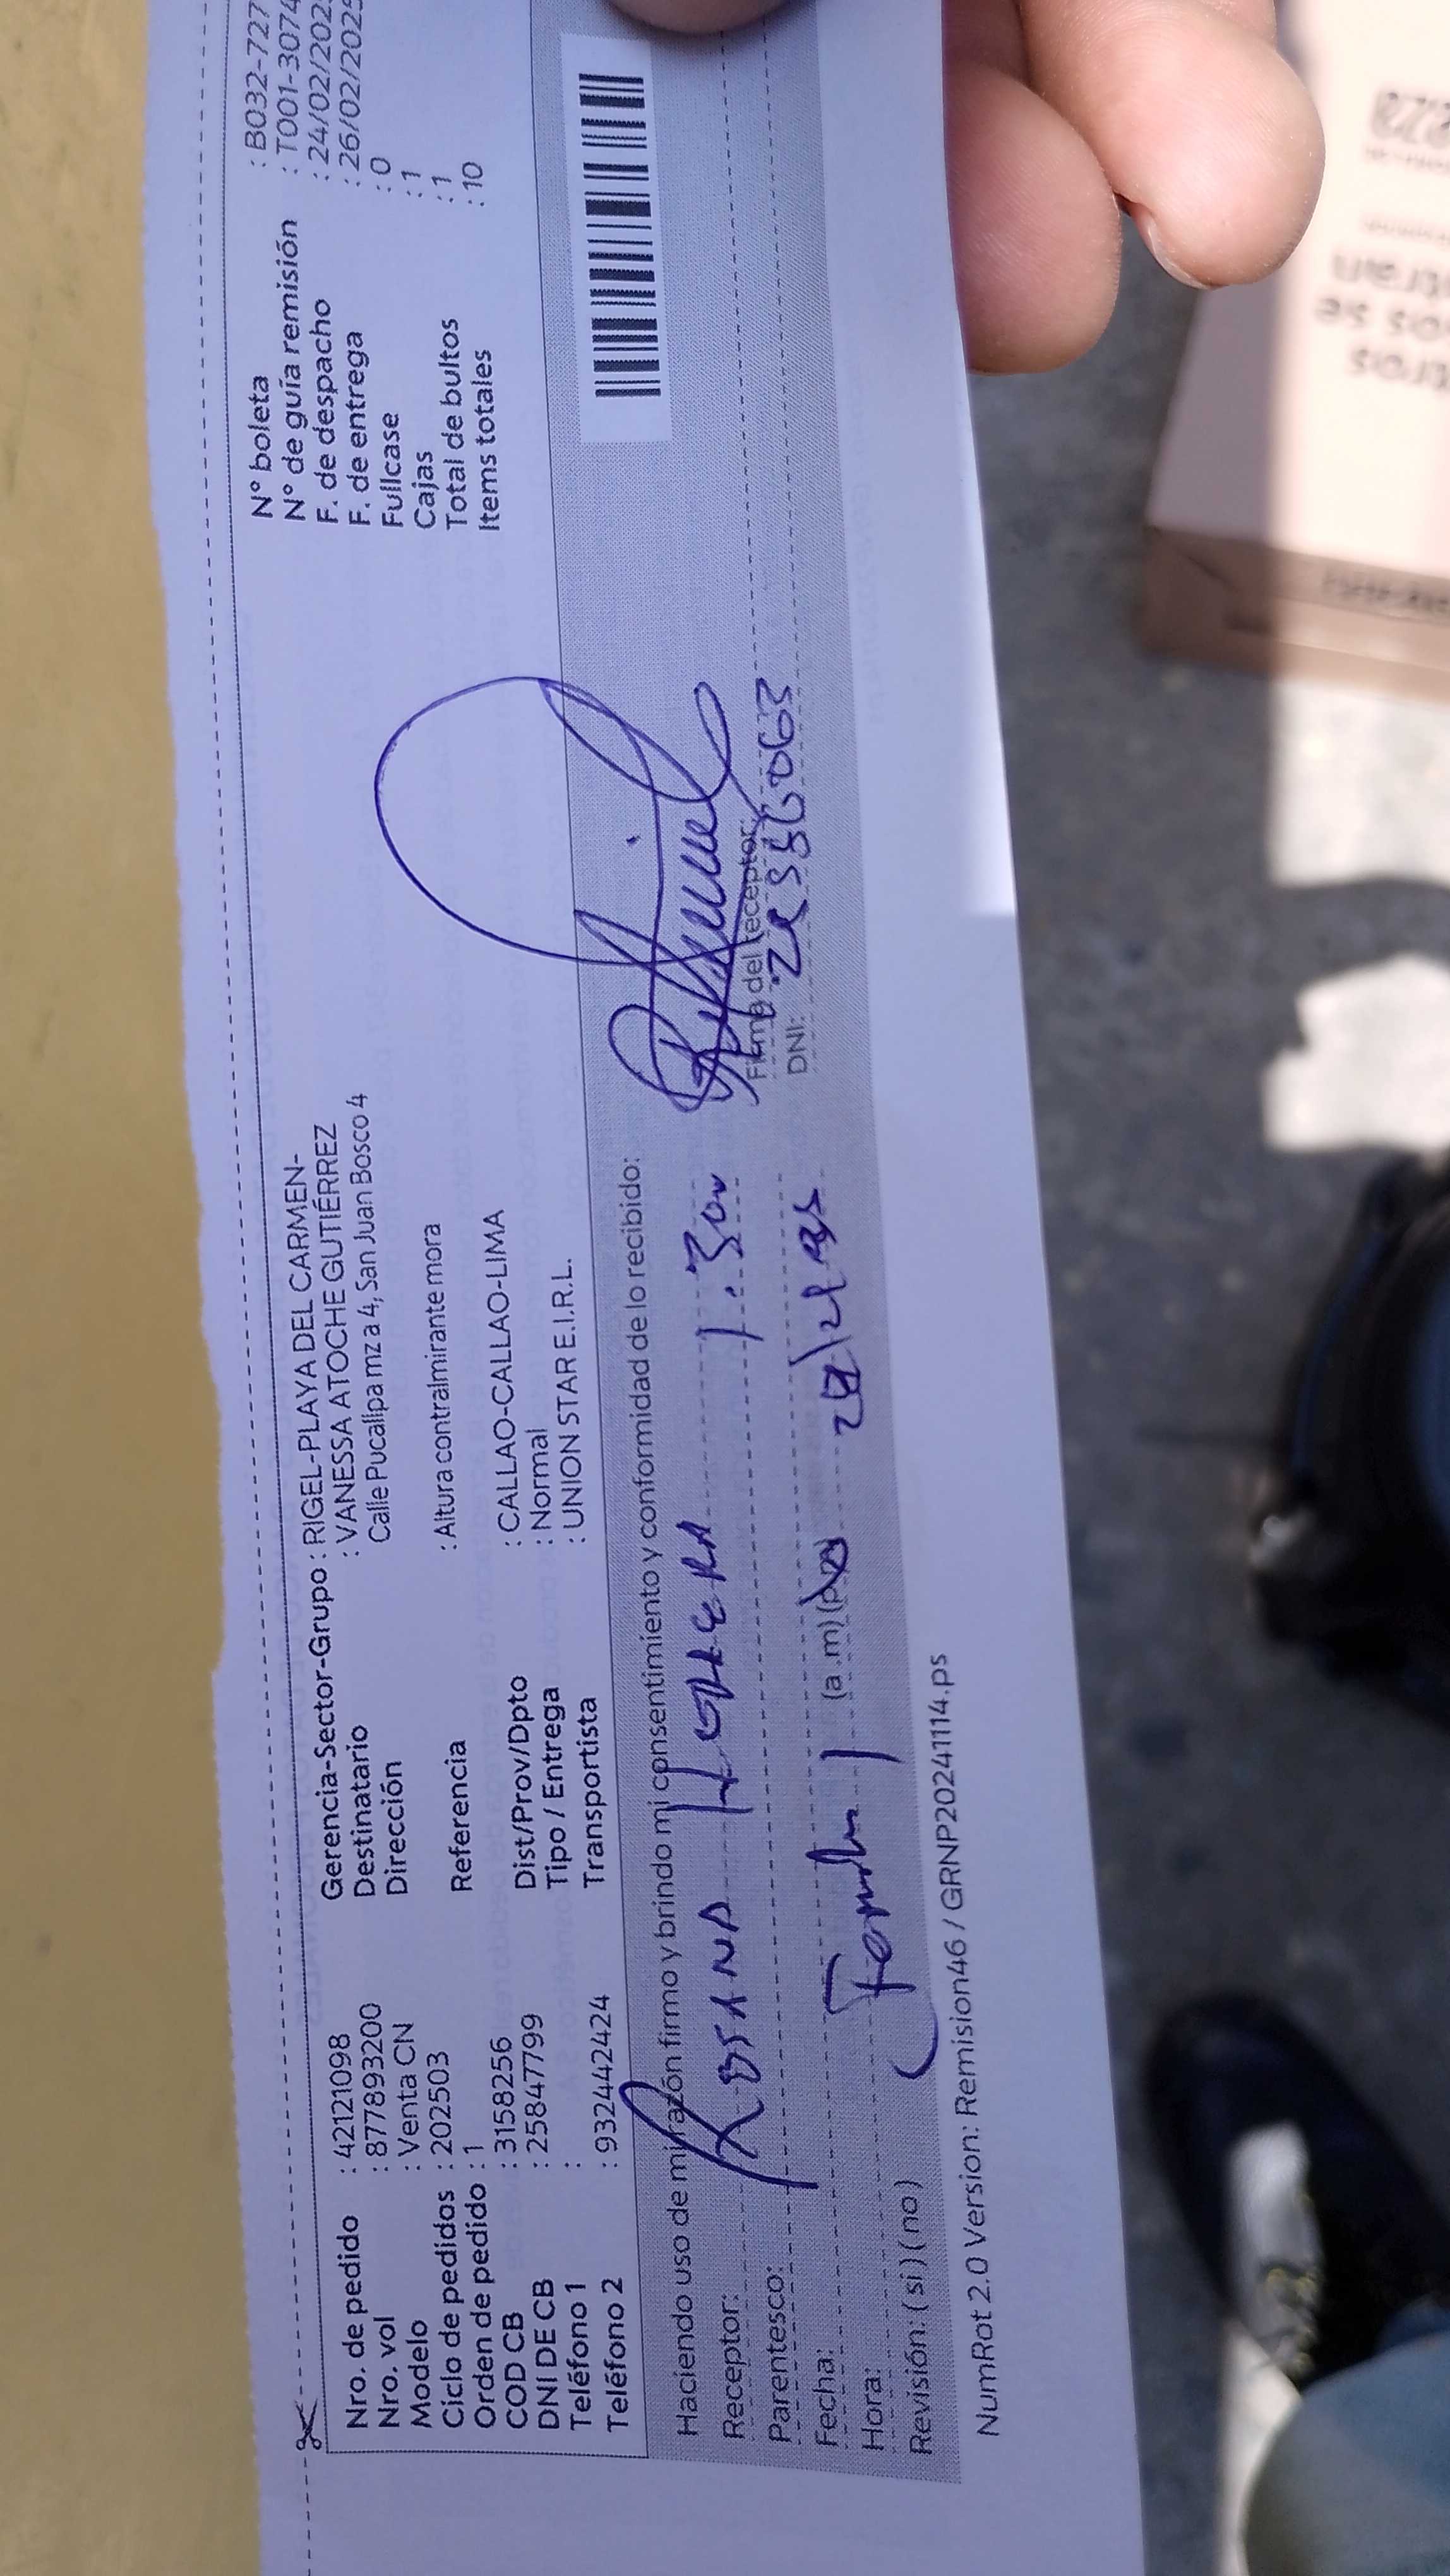 Nro. de pedido : 42121098
Nro. vol : 877893200
Modelo : Venta CN
Ciclo de pedidos : 202503
Orden de pedido : 1
COD CB : 3158256
DNI DE CB : 25847799
Teléfono 1 :
Teléfono 2 : 932442424
Gerencia-Sector-Grupo : RIGEL-PLAYA DEL CARMEN-
Destinatario : VANESSA ATOCHE GUTIÉRREZ
Dirección Calle Pucallpa mz a 4, San Juan Bosco 4
Referencia : Altura contralmirante mora
Dist/Prov/Dpto : CALLAO-CALLAO-LIMA
Tipo / Entrega : Normal
Transportista : UNION STAR E.I.R.L.
N° boleta : B032-727
N° de guía remisión : T001-3074
F. de despacho : 24/02/202
F. de entrega : 26/02/2025
Fullcase : 0
Cajas : 1
Total de bultos : 1
Items totales : 10
Haciendo uso de mi razón firmo y brindo mi consentimiento y conformidad de lo recibido:
Receptor: ROSANA
Parentesco:
Fecha:
Hora: (a.m)
Revisión: ( si ) ( no )
Firma del receptor:
DNI:
NumRot 2.0 Version: Remision46 / GRNP20241114.ps